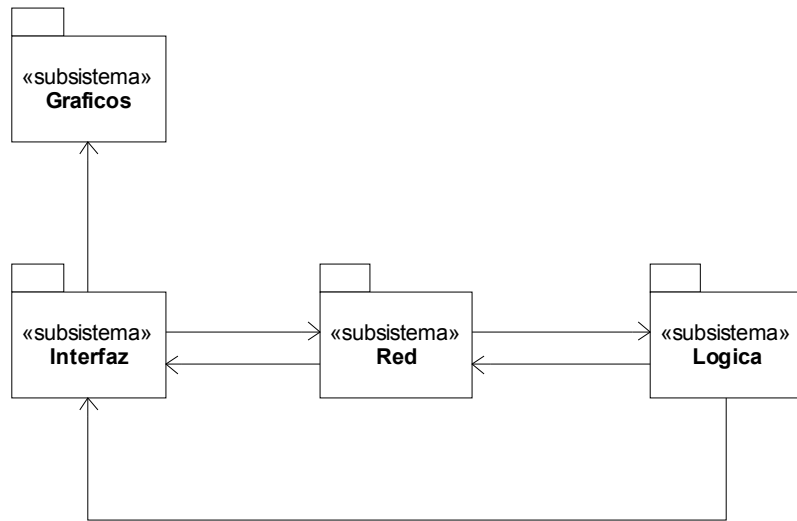 «subsistema»
Graficos
«subsistema»
Interfaz
«subsistema»
Red
«subsistema»
Logica